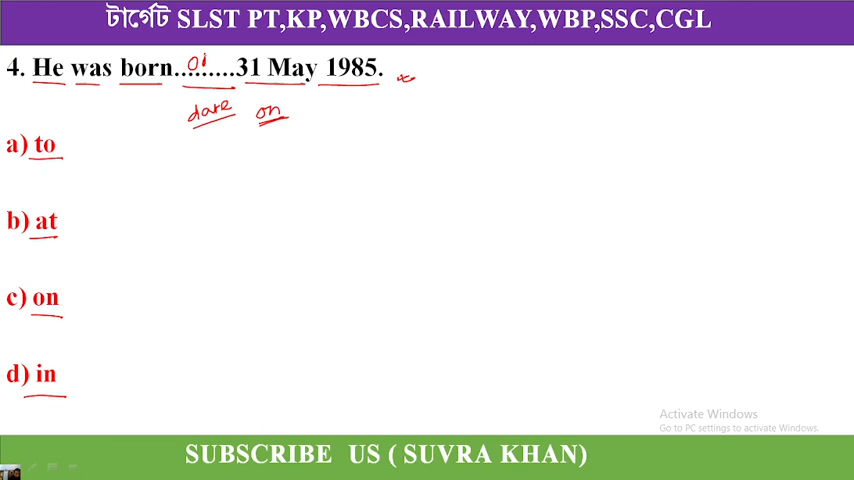 টার্গেট SLST PT,KP,WBCS,RAILWAY,WBP,SSC,CGL
4. He was born.........31 May 1985.
date on
a) to
b) at
c) on
d) in
Activate Windows
Go to PC settings to activate Windows.
SUBSCRIBE US ( SUVRA KHAN)